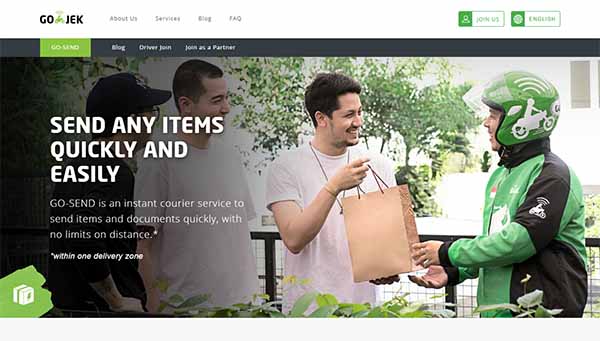 GO JEK
About Us
Services
Blog
FAQ
JOIN US
ENGLISH
GO-SEND
Blog
Driver Join
Join as a Partner
SEND ANY ITEMS
QUICKLY AND
EASILY
GO-SEND is an instant courier service to
send items and documents quickly, with
no limits on distance.*
*within one delivery zone